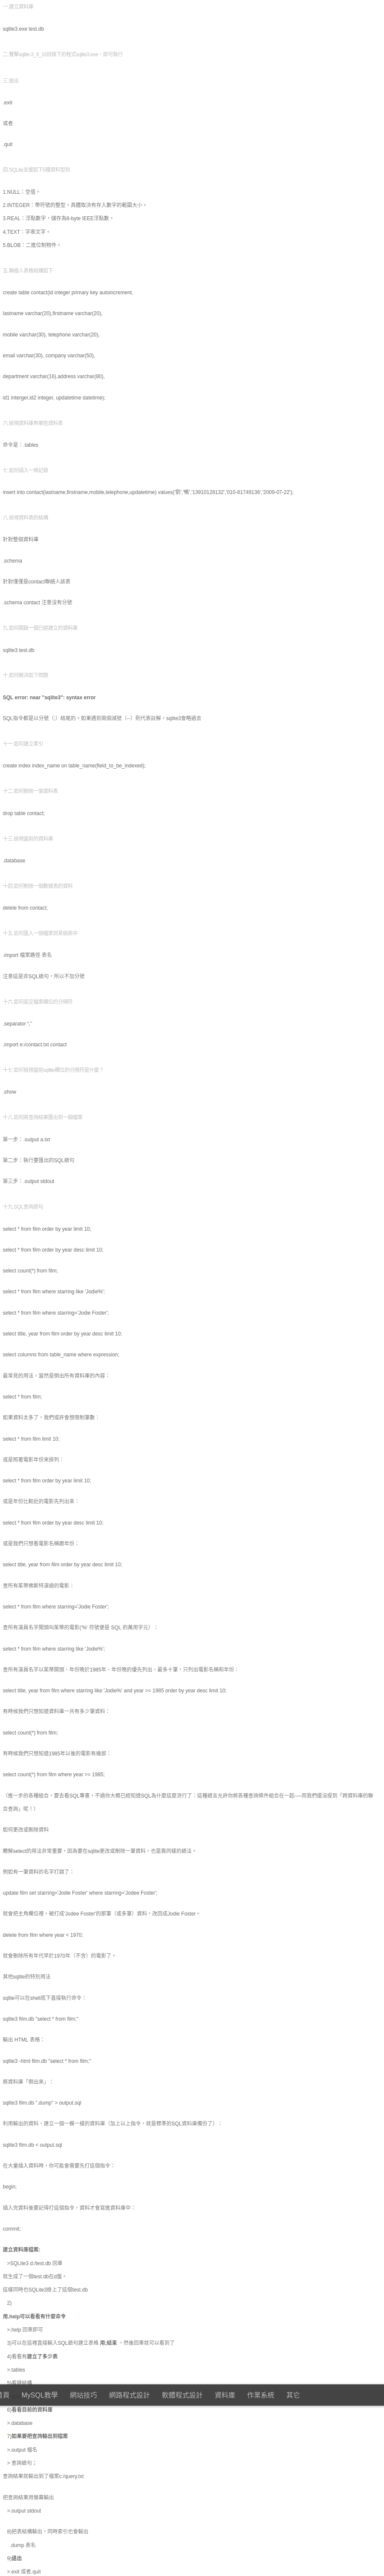 一.建立資料庫
sqlite3.exe test.db
二.雙擊sqlite-3_6_16目錄下的程式sqlite3.exe，即可執行
三.退出
.exit
或者
.quit
四.SQLite支援如下5種資料型別
1.NULL：空值。
2.INTEGER：帶符號的整型，具體取決有存入數字的範圍大小。
3.REAL：浮點數字，儲存為8-byte IEEE浮點數。
4.TEXT：字串文字。
5.BLOB：二進位制物件。
五.聯絡人表格結構如下
create table contact(id integer primary key autoincrement,
lastname varchar(20),firstname varchar(20),
mobile varchar(30), telephone varchar(20),
email varchar(30), company varchar(50),
department varchar(16),address varchar(80),
id1 interger,id2 integet, updatetime datetime);
六.檢視資料庫有哪些資料表
命令是：.tables
七.如何插入一條記錄
八.檢視資料表的結構
針對整個資料庫
.schema
針對僅僅是contact聯絡人該表
.schema contact 注意沒有分號
九.如何開啟一個已經建立的資料庫
sqlite3 test.db
十.如何解決如下問題
SQL error: near "sqlite3": syntax error
SQL指令都是以分號（;）結尾的。如果遇到兩個減號（--）則代表註解，sqlite3會略過去
十一.如何建立索引
create index index_name on table_name(field_to_be_indexed);
十二.如何刪除一個資料表
drop table contact;
十三.檢視當前的資料庫
.database
十四.如何刪除一個數據表的資料
delete from contact;
十五.如何匯入一個檔案到某個表中
.import 檔案路徑 表名
注意這是非SQL語句，所以不加分號
十六.如何設定檔案欄位的分隔符
.separator ","
.import e:/contact.txt contact
十七.如何檢視當前sqlite欄位的分隔符是什麼？
.show
十八.如何將查詢結果匯出到一個檔案
第一步：.output a.txt
第二步：執行要匯出的SQL語句
第三步：.output stdout
十九.SQL查詢語句
select * from film order by year limit 10;
select * from film order by year desc limit 10;
select count(*) from film;
select * from film where starring like 'Jodie%';
select * from film where starring='Jodie Foster';
select title, year from film order by year desc limit 10;
select columns from table_name where expression;
最常見的用法，當然是倒出所有資料庫的內容：
select * from film;
如果資料太多了，我們或許會想限制筆數：
select * from film limit 10;
或是照著電影年份來排列：
select * from film order by year limit 10;
或是年份比較近的電影先列出來：
select * from film order by year desc limit 10;
或是我們只想看電影名稱跟年份：
select title, year from film order by year desc limit 10;
查所有茱蒂佛斯特演過的電影：
select * from film where starring='Jodie Foster';
查所有演員名字開頭叫茱蒂的電影('%' 符號便是 SQL 的萬用字元）：
select * from film where starring like 'Jodie%';
查所有演員名字以茱蒂開頭、年份晚於1985年、年份晚的優先列出、最多十筆，只列出電影名稱和年份：
select title, year from film where starring like 'Jodie%' and year >= 1985 order by year desc limit 10;
有時候我們只想知道資料庫一共有多少筆資料：
select count(*) from film;
有時候我們只想知道1985年以後的電影有幾部：
select count(*) from film where year >= 1985;
（進一步的各種組合，要去看SQL專書，不過你大概已經知道SQL為什麼這麼流行了：這種語言允許你將各種查詢條件組合在一起──而我們還沒提到「跨資料庫的聯
合查詢」呢！）
如何更改或刪除資料
瞭解select的用法非常重要，因為要在sqlite更改或刪除一筆資料，也是靠同樣的語法。
例如有一筆資料的名字打錯了：
update film set starring='Jodie Foster' where starring='Jodee Foster';
就會把主角欄位裡，被打成'Jodee Foster'的那筆（或多筆）資料，改回成Jodie Foster。
delete from film where year < 1970;
就會刪除所有年代早於1970年（不含）的電影了。
其他sqlite的特別用法
sqlite可以在shell底下直接執行命令：
sqlite3 film.db "select * from film;"
輸出 HTML 表格：
sqlite3 -html film.db "select * from film;"
將資料庫「倒出來」：
sqlite3 film.db ".dump" > output.sql
利用輸出的資料，建立一個一模一樣的資料庫（加上以上指令，就是標準的SQL資料庫備份了）：
sqlite3 film.db < output.sql
在大量插入資料時，你可能會需要先打這個指令：
begin;
插入完資料後要記得打這個指令，資料才會寫進資料庫中：
commit;
建立資料庫檔案:
>SQLite3 d:/test.db 回車
就生成了一個test.db在d盤。
這樣同時也SQLite3掛上了這個test.db
2)
用.help可以看看有什麼命令
>.help 回車即可
3)可以在這裡直接輸入SQL語句建立表格 用;結束 ，然後回車就可以看到了
4)看看有建立了多少表
>.tables
5)看表結構
首頁 MySQL教學 網站技巧 網路程式設計 軟體程式設計 資料庫 作業系統 其它
6)看看目前的資料庫
>.database
7)如果要把查詢輸出到檔案
>.output 檔名
> 查詢語句；
查詢結果就輸出到了檔案c:/query.txt
把查詢結果用螢幕輸出
>.output stdout
8)把表結構輸出，同時索引也會輸出
.dump 表名
9)退出
>.exit 或者.quit